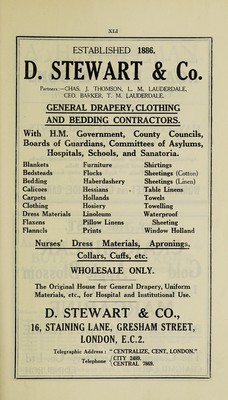 XLI
ESTABLISHED 1886.
D. STEWART & Co.
Partners:—CHAS. J. THOMSON, L. M. LAUDERDALE,
GEO. BARKER, T. M. LAUDERDALE.
GENERAL DRAPERY, CLOTHING
AND BEDDING CONTRACTORS.
With H.M. Government, County Councils,
Boards of Guardians, Committees of Asylums,
Hospitals, Schools, and Sanatoria.
Blankets Furniture Shirtings
Bedsteads Flocks Sheetings (Cotton)
Bedding Haberdashery Sheetings (Linen)
Calicoes Hessians Table Linens
Carpets Hollands Towels
Clothing Hosiery Towelling
Dress Materials Linoleum Waterproof
Flaxens Pillow Linens Sheeting
Flannels Prints Window Holland
Nurses' Dress Materials, Apronings,
Collars, Cuffs, etc.
WHOLESALE ONLY.
The Original House for General Drapery, Uniform
Materials, etc., for Hospital and Institutional Use.
D. STEWART & CO.,
16, STAINING LANE, GRESHAM STREET,
LONDON, E.C.2.
Telegraphic Address: "CENTRALIZE, CENT, LONDON."
Telephone CITY 2489.
CENTRAL 7869.